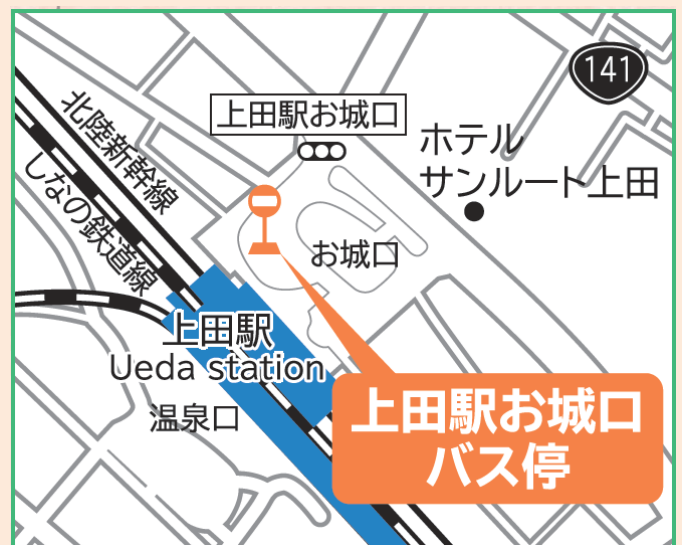 141
上田駅お城口
ホテル
サンルート上田
北陸新幹線
しなの鉄道線
お城口
上田駅
Ueda station
温泉口
上田駅お城口
バス停